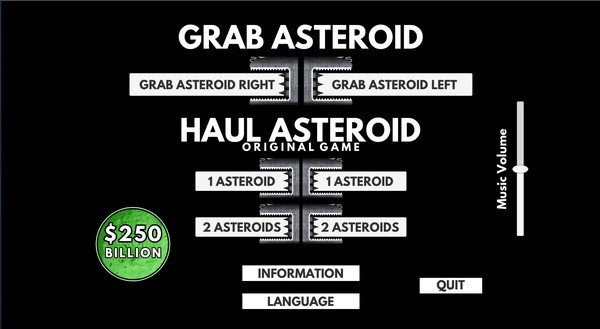 GRAB ASTEROID
GRAB ASTEROID RIGHT
GRAB ASTEROID LEFT
HAUL ASTEROID
ORIGINAL GAME
1 ASTEROID
1 ASTEROID
2 ASTEROIDS
2 ASTEROIDS
$250
BILLION
INFORMATION
LANGUAGE
QUIT
Music Volume